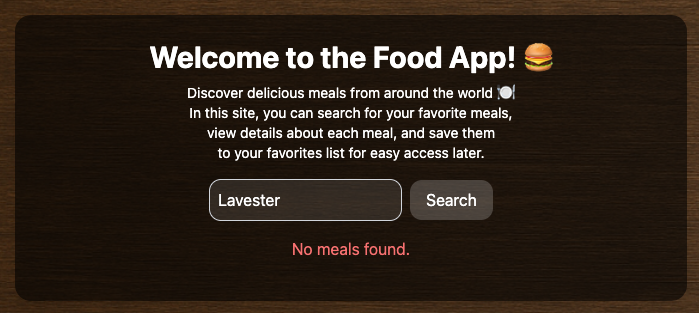 Welcome to the Food App! 🍔
Discover delicious meals from around the world 🍽️
In this site, you can search for your favorite meals,
view details about each meal, and save them
to your favorites list for easy access later.
Lavester Search
No meals found.